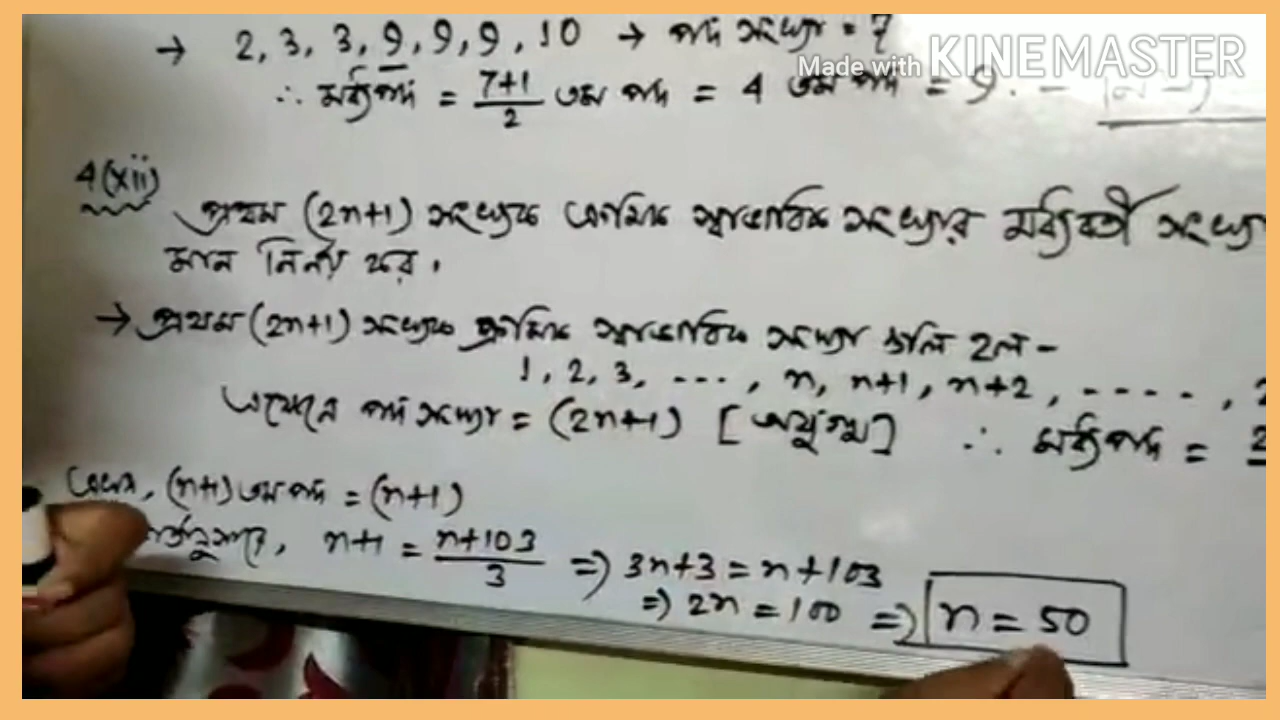 → 2, 3, 3, 9, 9, 9, 10 → পদ সংখ্যা = 7
Made with KINEMASTER
∴ মধ্যপদ = 7+1/2 তম পদ = 4 তম পদ = 9.
4(xii)
প্রথম (2n+1) সংখ্যক ক্রমিক স্বাভাবিক সংখ্যার মধ্যবর্তী সংখ্যা
মান নির্ণয় কর।
→ প্রথম (2n+1) সংখ্যক ক্রমিক স্বাভাবিক সংখ্যা গুলি হল -
1, 2, 3, ----, n, n+1, n+2, -----, 2
এখানে পদ সংখ্যা = (2n+1) [অযুগ্ম] ∴ মধ্যপদ = 2
এখন, (n+1) তম পদ = (n+1)
n+1 = n+103/3 ⇒ 3n+3 = n+103
⇒ 2n = 100 ⇒ n = 50